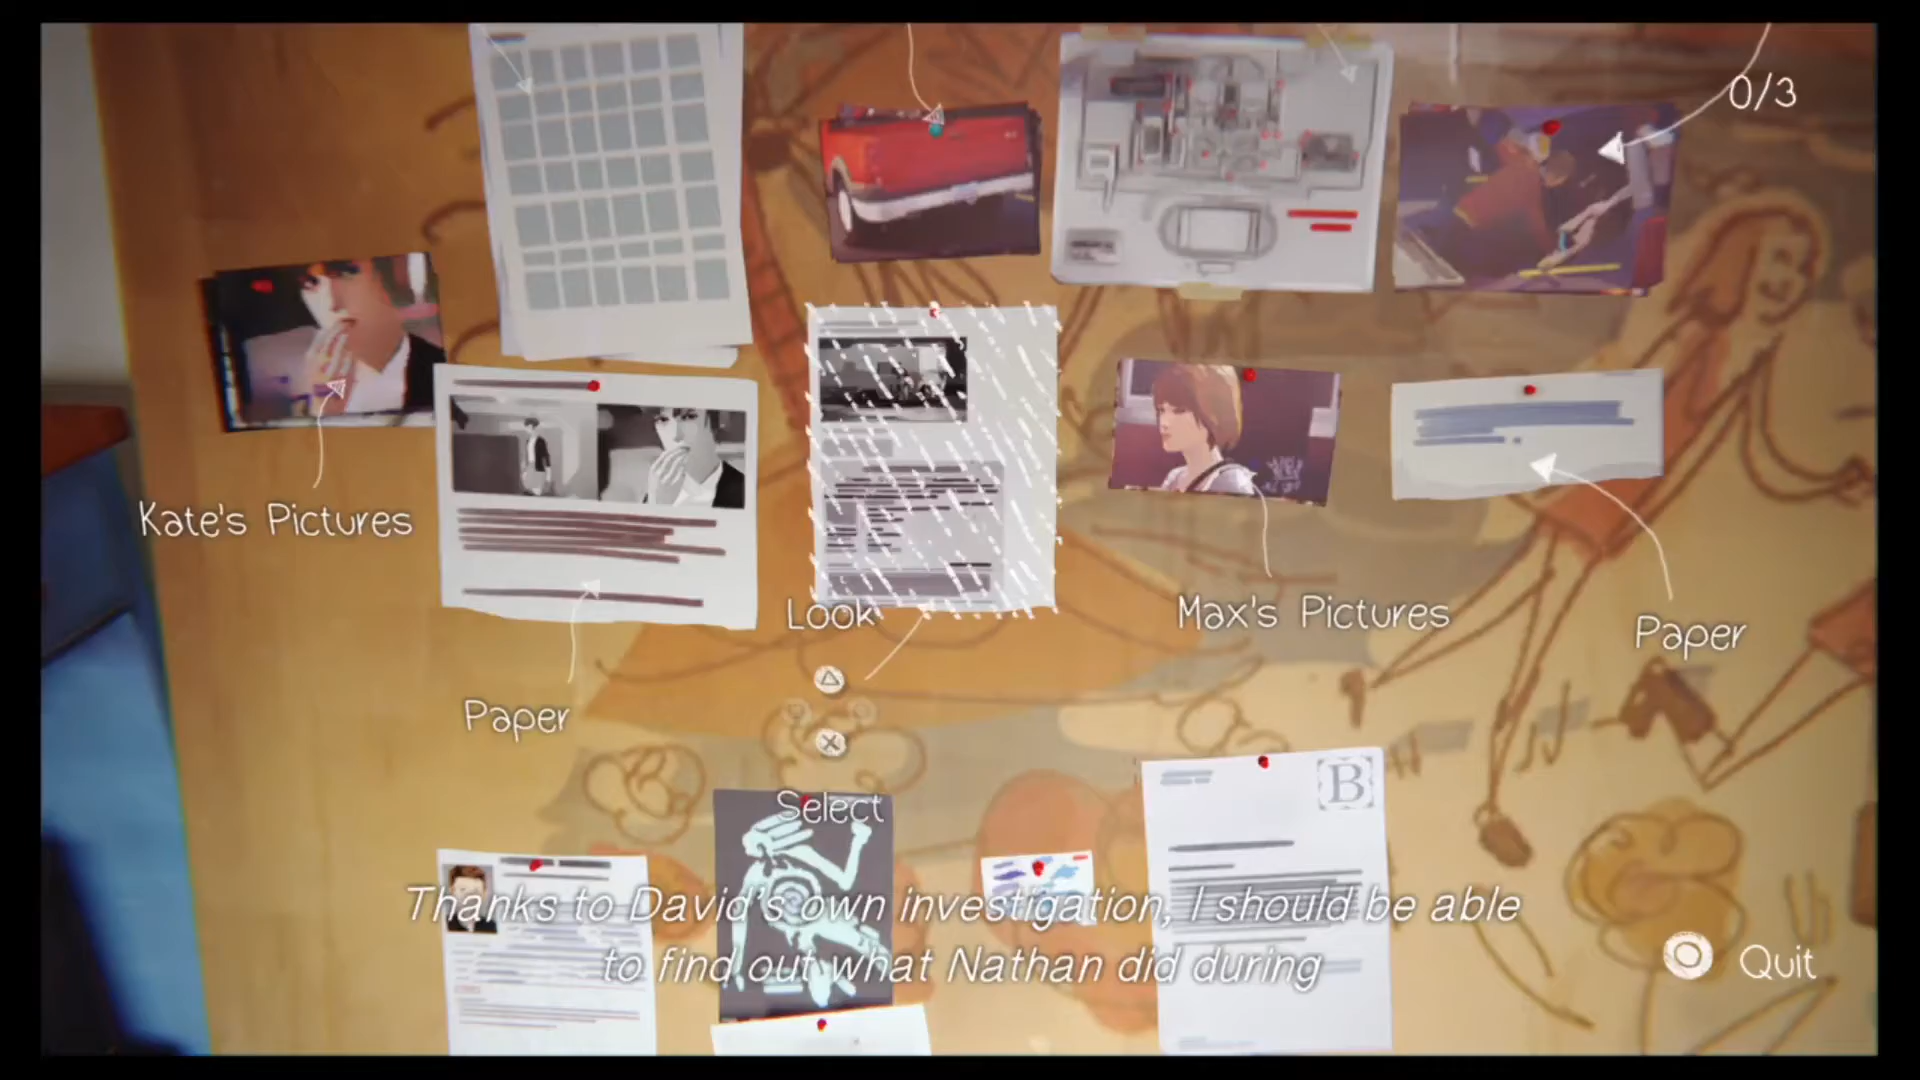 0/3
Kate's Pictures
Look
Max's Pictures
Paper
Paper
Select
B
Thanks to David's own investigation, I should be able
to find out what Nathan did during
Quit